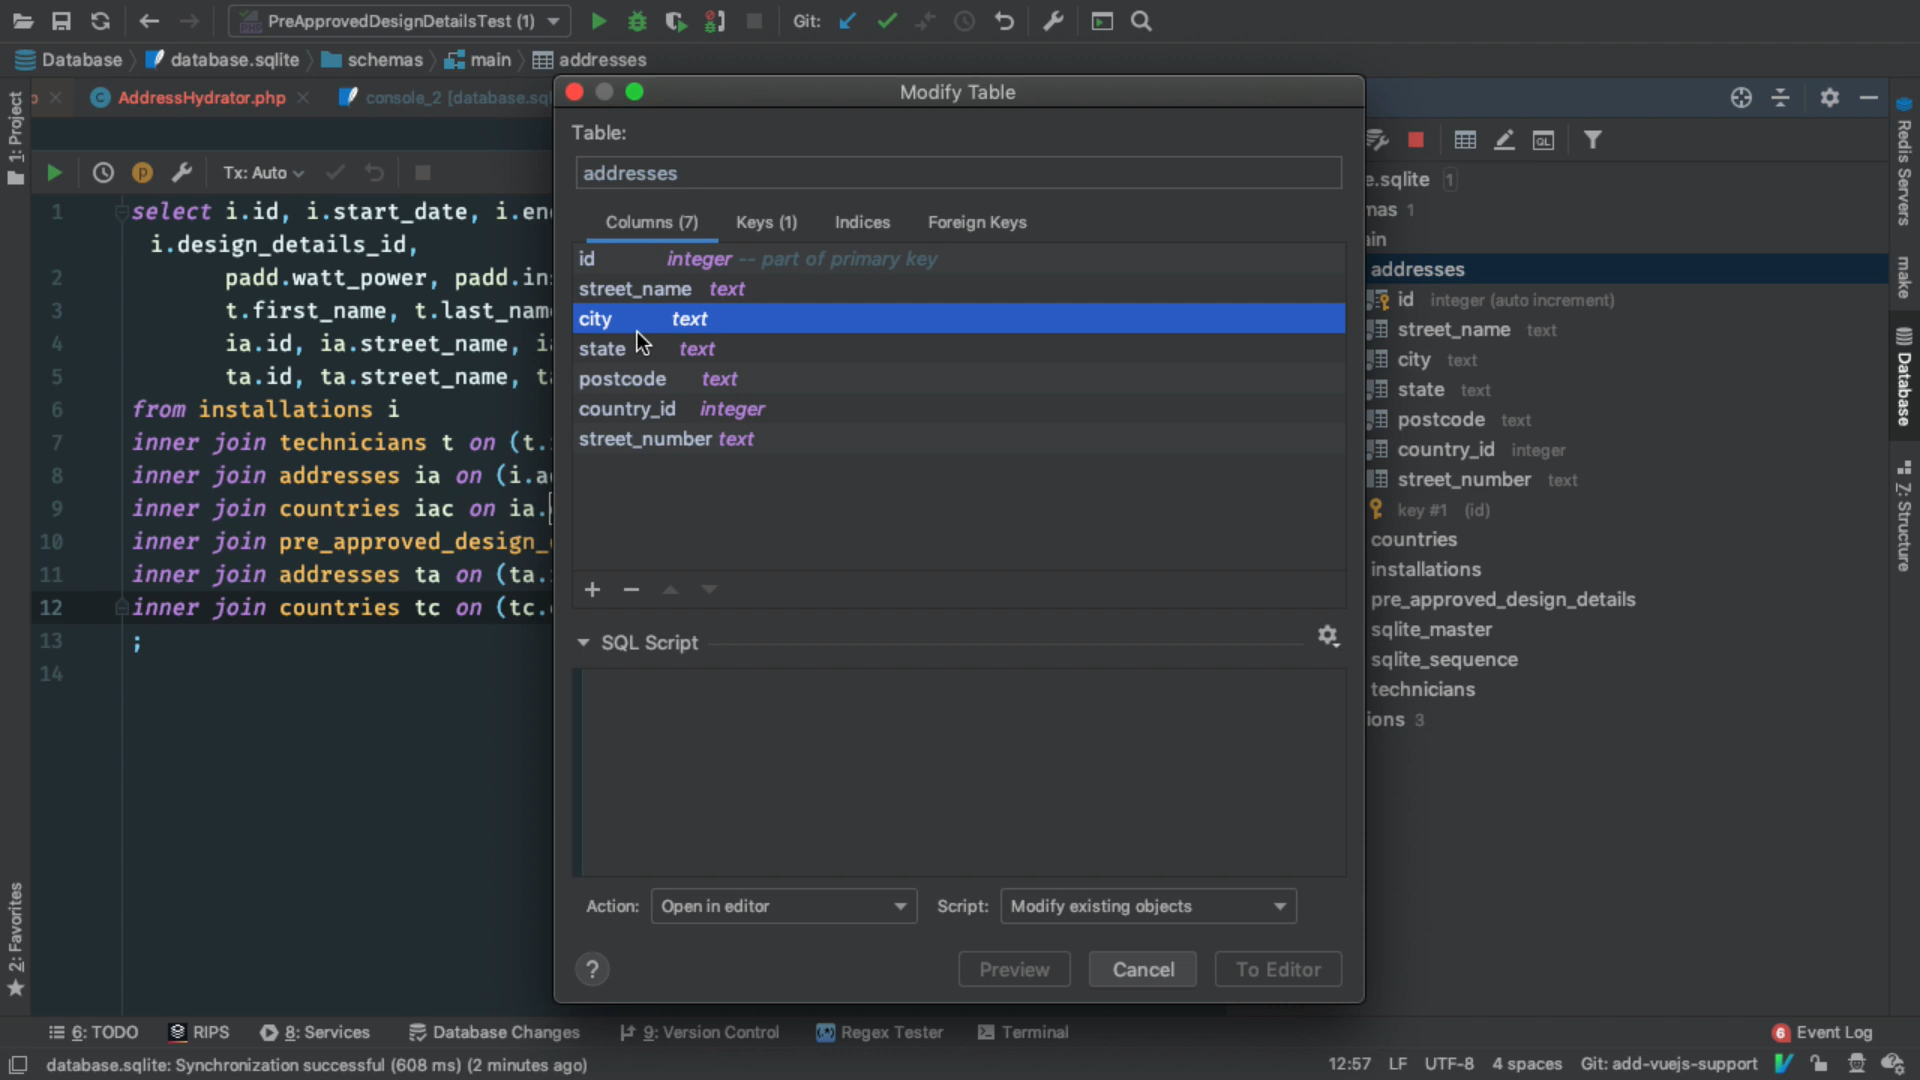 PreApprovedDesignDetailsTest (1)
Git:
Database
database.sqlite
schemas
main
addresses
AddressHydrator.php
console_2 [database.sql
Modify Table
1: Project
Tx: Auto
Table:
addresses
Columns (7)
Keys (1)
Indices
Foreign Keys
id integer -- part of primary key
street_name text
city text
state text
postcode text
country_id integer
street_number text
1 select i.id, i.start_date, i.en
i.design_details_id,
2 padd.watt_power, padd.in
3 t.first_name, t.last_nam
4 ia.id, ia.street_name, i
5 ta.id, ta.street_name, t
6 from installations i
7 inner join technicians t on (t.
8 inner join addresses ia on (i.a
9 inner join countries iac on ia.
10 inner join pre_approved_design_
11 inner join addresses ta on (ta.
12 inner join countries tc on (tc.
13 ;
14
SQL Script
Action: Open in editor
Script: Modify existing objects
?
Preview
Cancel
To Editor
QL
e.sqlite 1
nas 1
ain
addresses
id integer (auto increment)
street_name text
city text
state text
postcode text
country_id integer
street_number text
key #1 (id)
countries
installations
pre_approved_design_details
sqlite_master
sqlite_sequence
technicians
ions 3
Redis Servers
make
Database
7: Structure
2: Favorites
6: TODO
RIPS
8: Services
Database Changes
9: Version Control
Regex Tester
Terminal
6 Event Log
database.sqlite: Synchronization successful (608 ms) (2 minutes ago)
12:57 LF UTF-8 4 spaces Git: add-vuejs-support